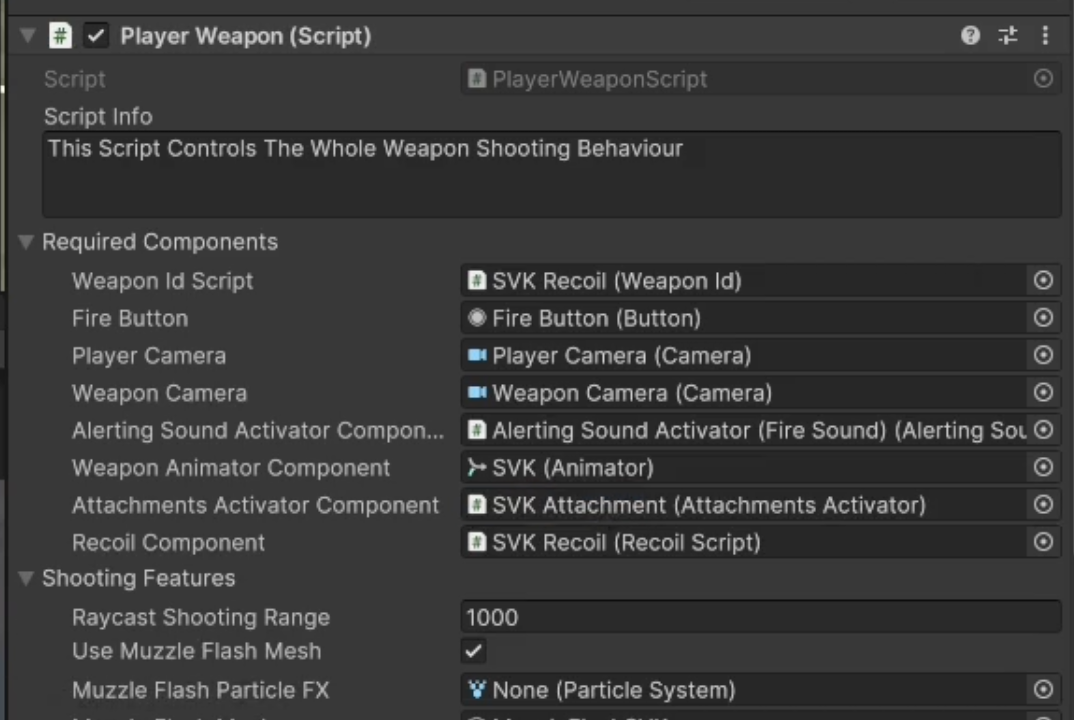 Player Weapon (Script)
Script PlayerWeaponScript
Script Info
This Script Controls The Whole Weapon Shooting Behaviour
Required Components
Weapon Id Script SVK Recoil (Weapon Id)
Fire Button Fire Button (Button)
Player Camera Player Camera (Camera)
Weapon Camera Weapon Camera (Camera)
Alerting Sound Activator Compon... Alerting Sound Activator (Fire Sound) (Alerting Sou
Weapon Animator Component SVK (Animator)
Attachments Activator Component SVK Attachment (Attachments Activator)
Recoil Component SVK Recoil (Recoil Script)
Shooting Features
Raycast Shooting Range 1000
Use Muzzle Flash Mesh
Muzzle Flash Particle FX None (Particle System)